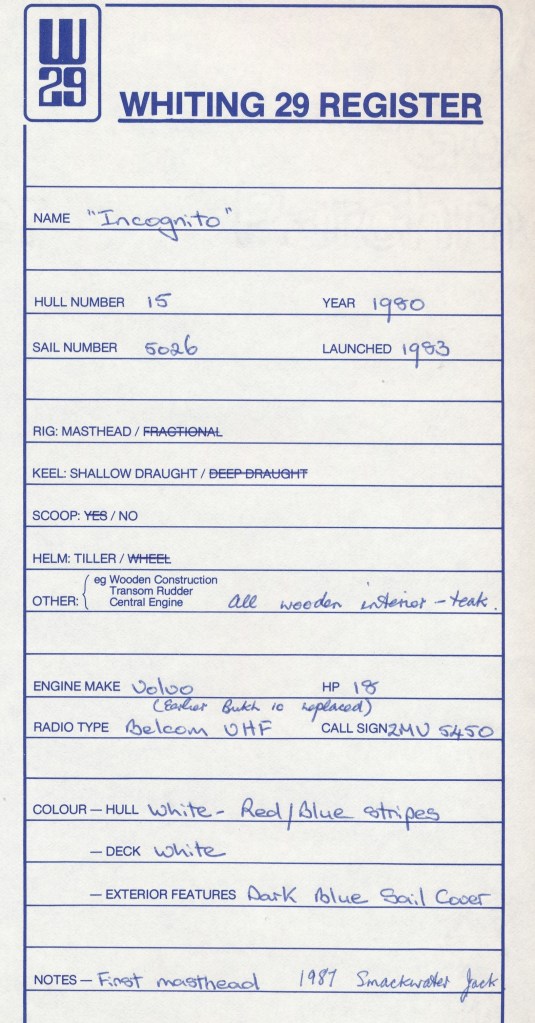 W
29
WHITING 29 REGISTER
NAME "Incognito"
HULL NUMBER 15 YEAR 1980
SAIL NUMBER 5026 LAUNCHED 1983
RIG: MASTHEAD / FRACTIONAL
KEEL: SHALLOW DRAUGHT / DEEP DRAUGHT
SCOOP: YES / NO
HELM: TILLER / WHEEL
eg Wooden Construction
Transom Rudder
OTHER: { Central Engine all wooden interior - teak.
ENGINE MAKE Volvo HP 18
(Earlier Bukh 10 replaced)
RADIO TYPE Belcom VHF CALL SIGN 2MU 5450
COLOUR — HULL White - Red/Blue stripes
— DECK White
— EXTERIOR FEATURES Dark Blue Sail Cover
NOTES — First masthead 1987 Smackwater Jack